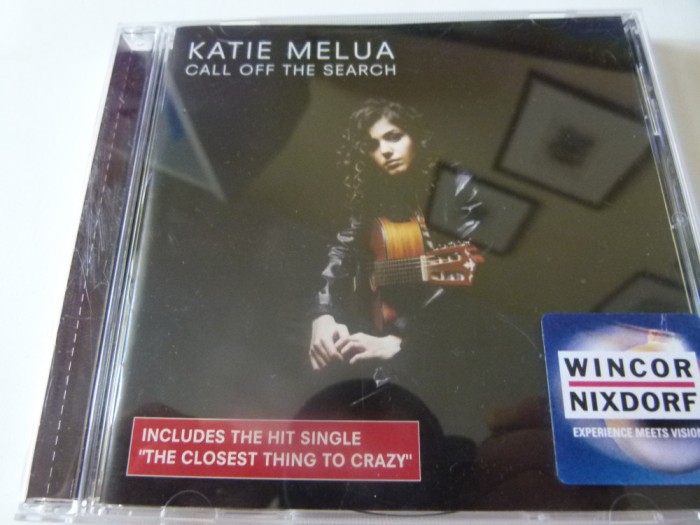 KATIE MELUA
CALL OFF THE SEARCH
INCLUDES THE HIT SINGLE
"THE CLOSEST THING TO CRAZY"
WINCOR
NIXDORF
EXPERIENCE MEETS VISION